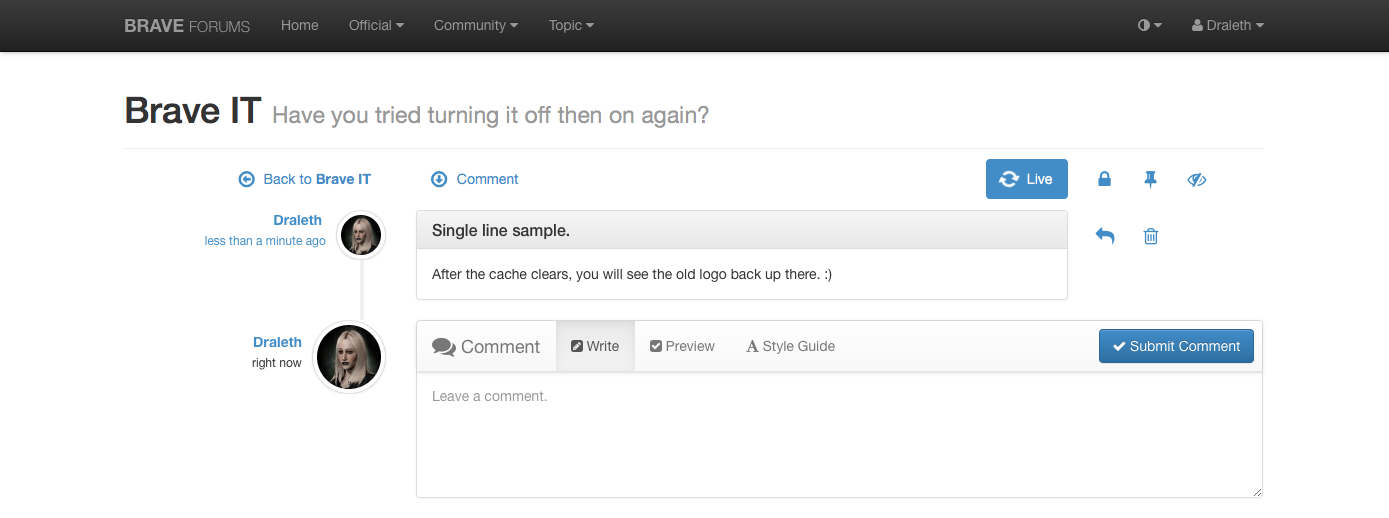 BRAVE FORUMS Home Official Community Topic Draleth
Brave IT Have you tried turning it off then on again?
Back to Brave IT Comment Live
Draleth
less than a minute ago
Single line sample.
After the cache clears, you will see the old logo back up there. :)
Draleth
right now
Comment Write Preview Style Guide Submit Comment
Leave a comment.